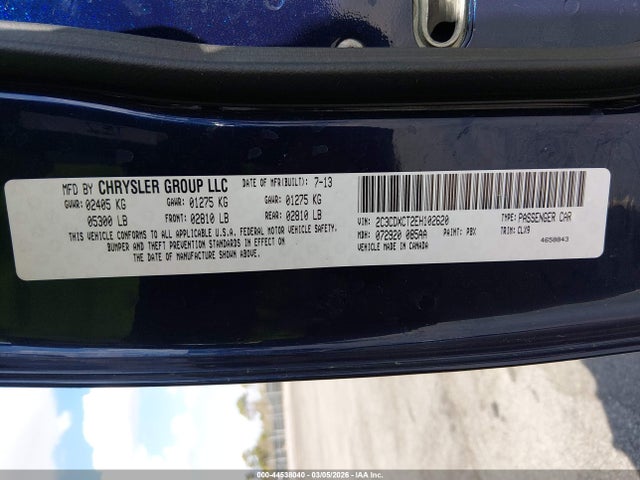 MFD BY CHRYSLER GROUP LLC DATE OF MFR(BUILT): 7-13
GVWR: 02405 KG GAWR: 01275 KG GAWR: 01275 KG
05300 LB FRONT: 02810 LB REAR: 02810 LB
THIS VEHICLE CONFORMS TO ALL APPLICABLE U.S.A. FEDERAL MOTOR VEHICLE SAFETY,
BUMPER AND THEFT PREVENTION STANDARDS IN EFFECT ON
THE DATE OF MANUFACTURE SHOWN ABOVE.
VIN: 2C3CDXCT2EH102620 TYPE: PASSENGER CAR
MDH: 072920 085AA PAINT: PBX TRIM: CLX9
VEHICLE MADE IN CANADA 4650843
000-44538040 - 03/05/2026 - COPYRIGHT IAA, LLC